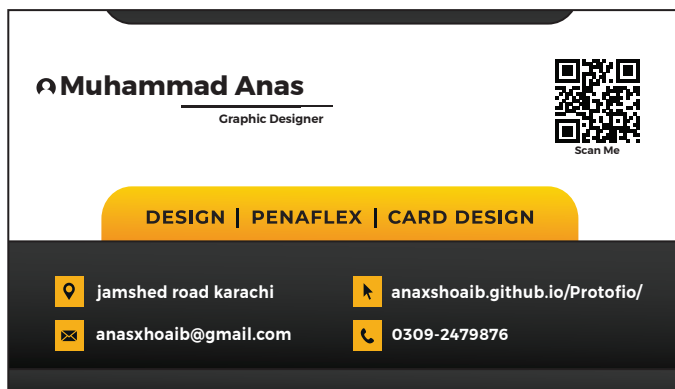 Muhammad Anas
Graphic Designer
Scan Me
DESIGN | PENAFLEX | CARD DESIGN
jamshed road karachi
anaxshoaib.github.io/Protofio/
anasxhoaib@gmail.com
0309-2479876